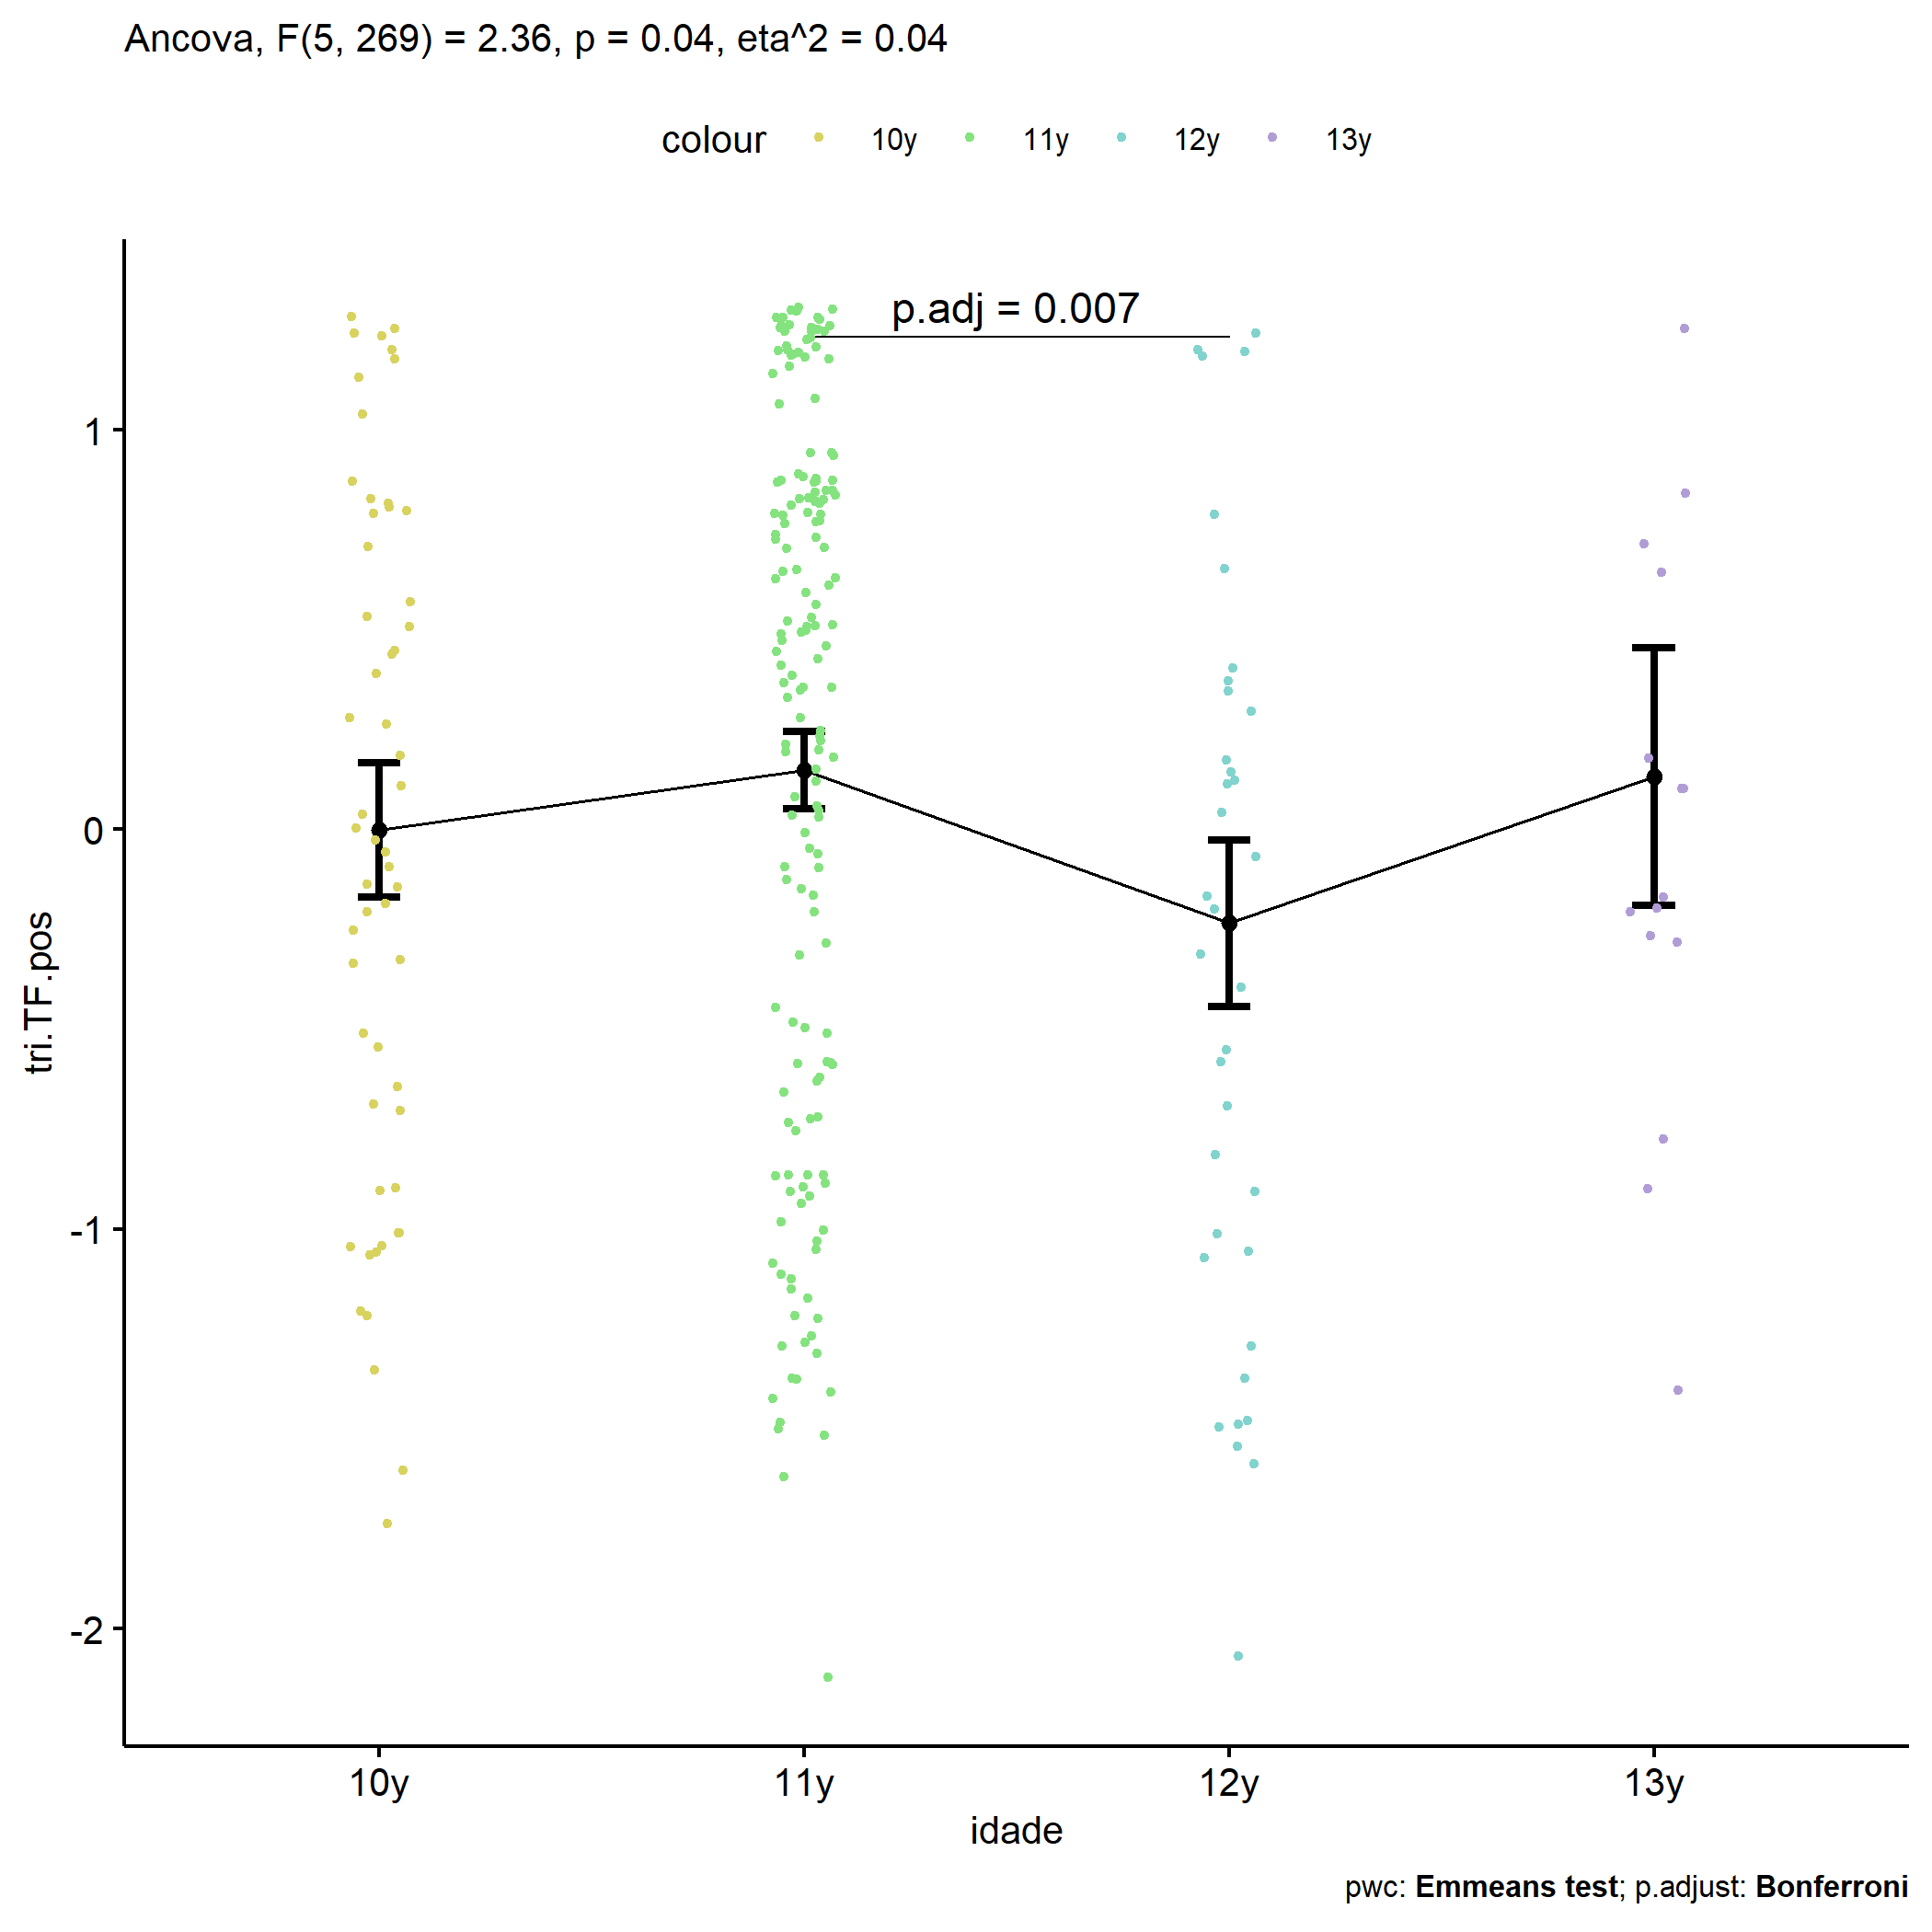 Ancova, F(5, 269) = 2.36, p = 0.04, eta^2 = 0.04
colour 10y 11y 12y 13y
p.adj = 0.007
1
0
-1
-2
tri.TF.pos
10y 11y 12y 13y
idade
pwc: Emmeans test; p.adjust: Bonferroni